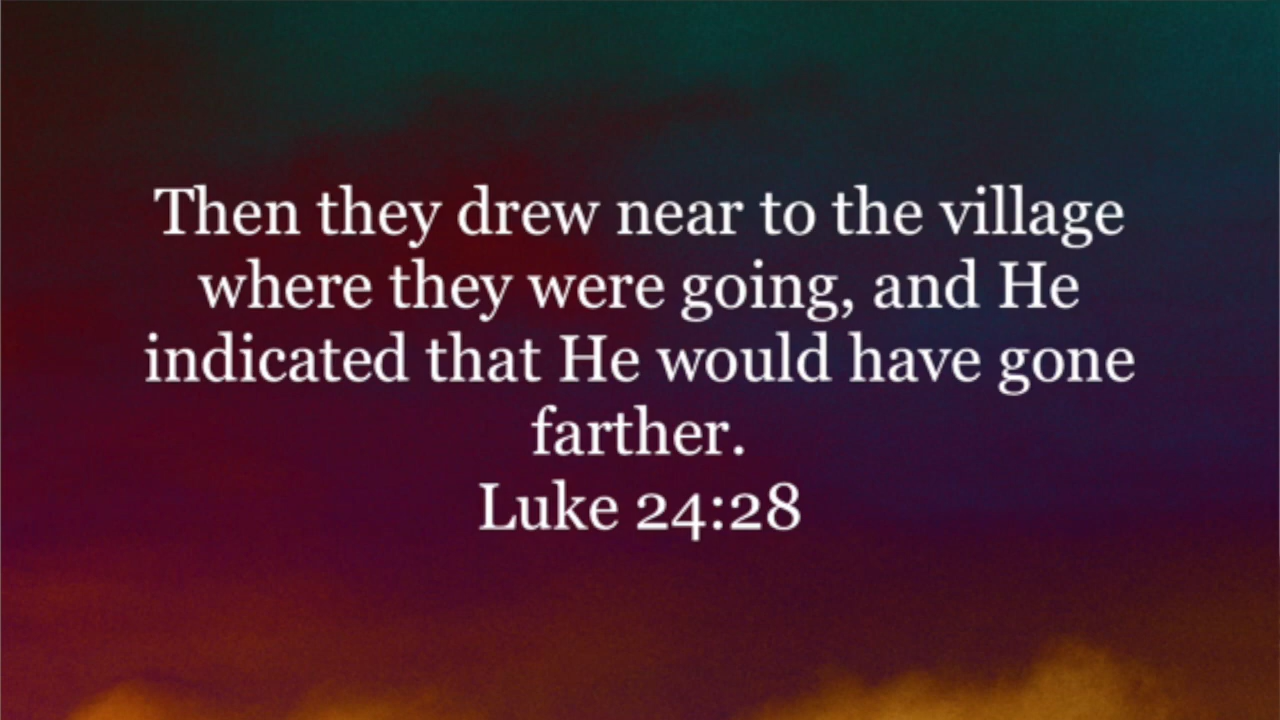 Then they drew near to the village
where they were going, and He
indicated that He would have gone
farther.
Luke 24:28